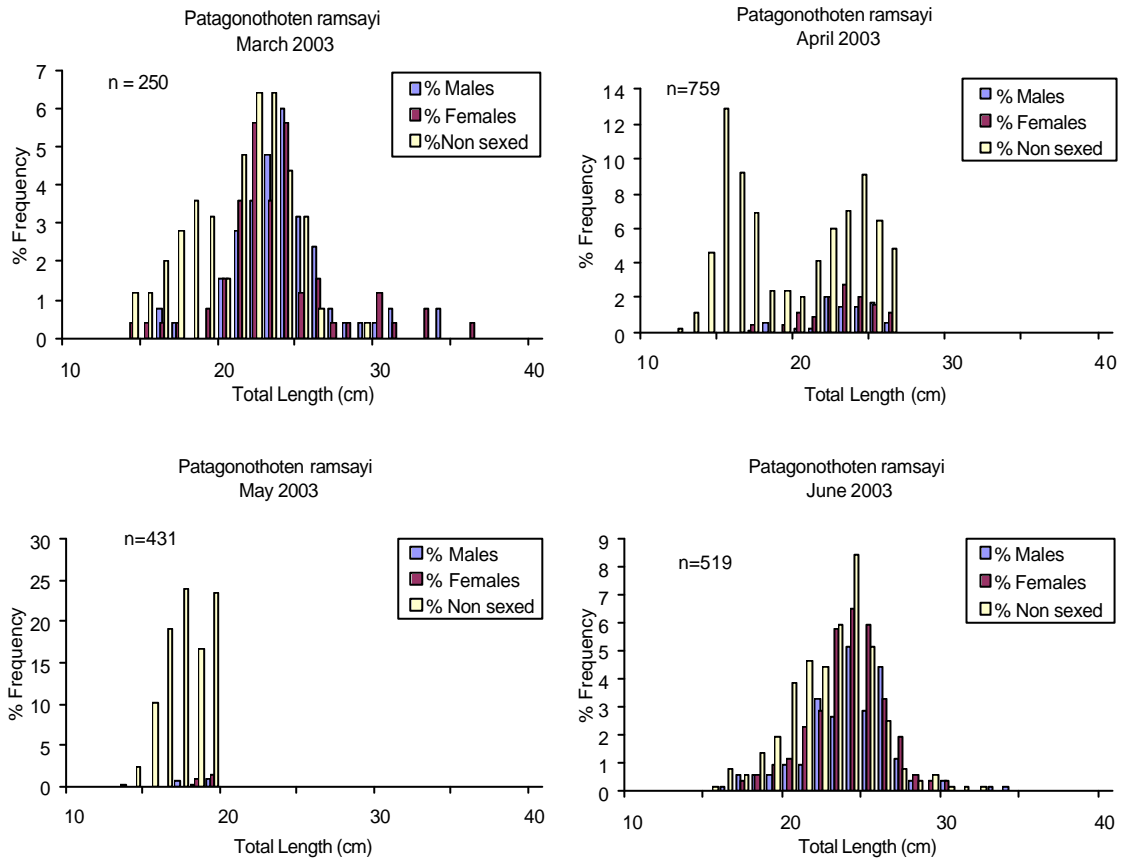 Patagonothoten ramsayi
March 2003
n = 250
% Males
% Females
%Non sexed
7
6
5
4
3
2
1
0
% Frequency
10
20
30
40
Total Length (cm)
Patagonothoten ramsayi
April 2003
n=759
% Males
% Females
% Non sexed
14
12
10
8
6
4
2
0
% Frequency
10
20
30
40
Total Length (cm)
Patagonothoten ramsayi
May 2003
n=431
% Males
% Females
% Non sexed
30
25
20
15
10
5
0
% Frequency
10
20
30
40
Total Length (cm)
Patagonothoten ramsayi
June 2003
n=519
% Males
% Females
% Non sexed
9
8
7
6
5
4
3
2
1
0
% Frequency
10
20
30
40
Total Length (cm)